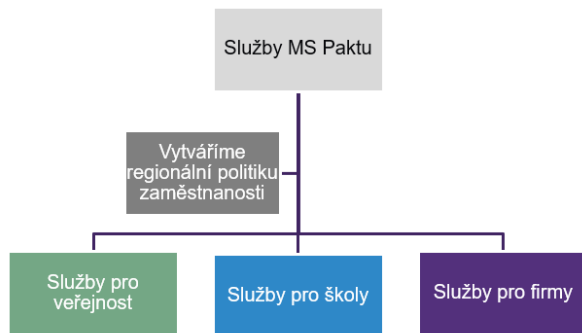 Služby MS Paktu
Vytváříme
regionální politiku
zaměstnanosti
Služby pro
veřejnost
Služby pro školy
Služby pro firmy